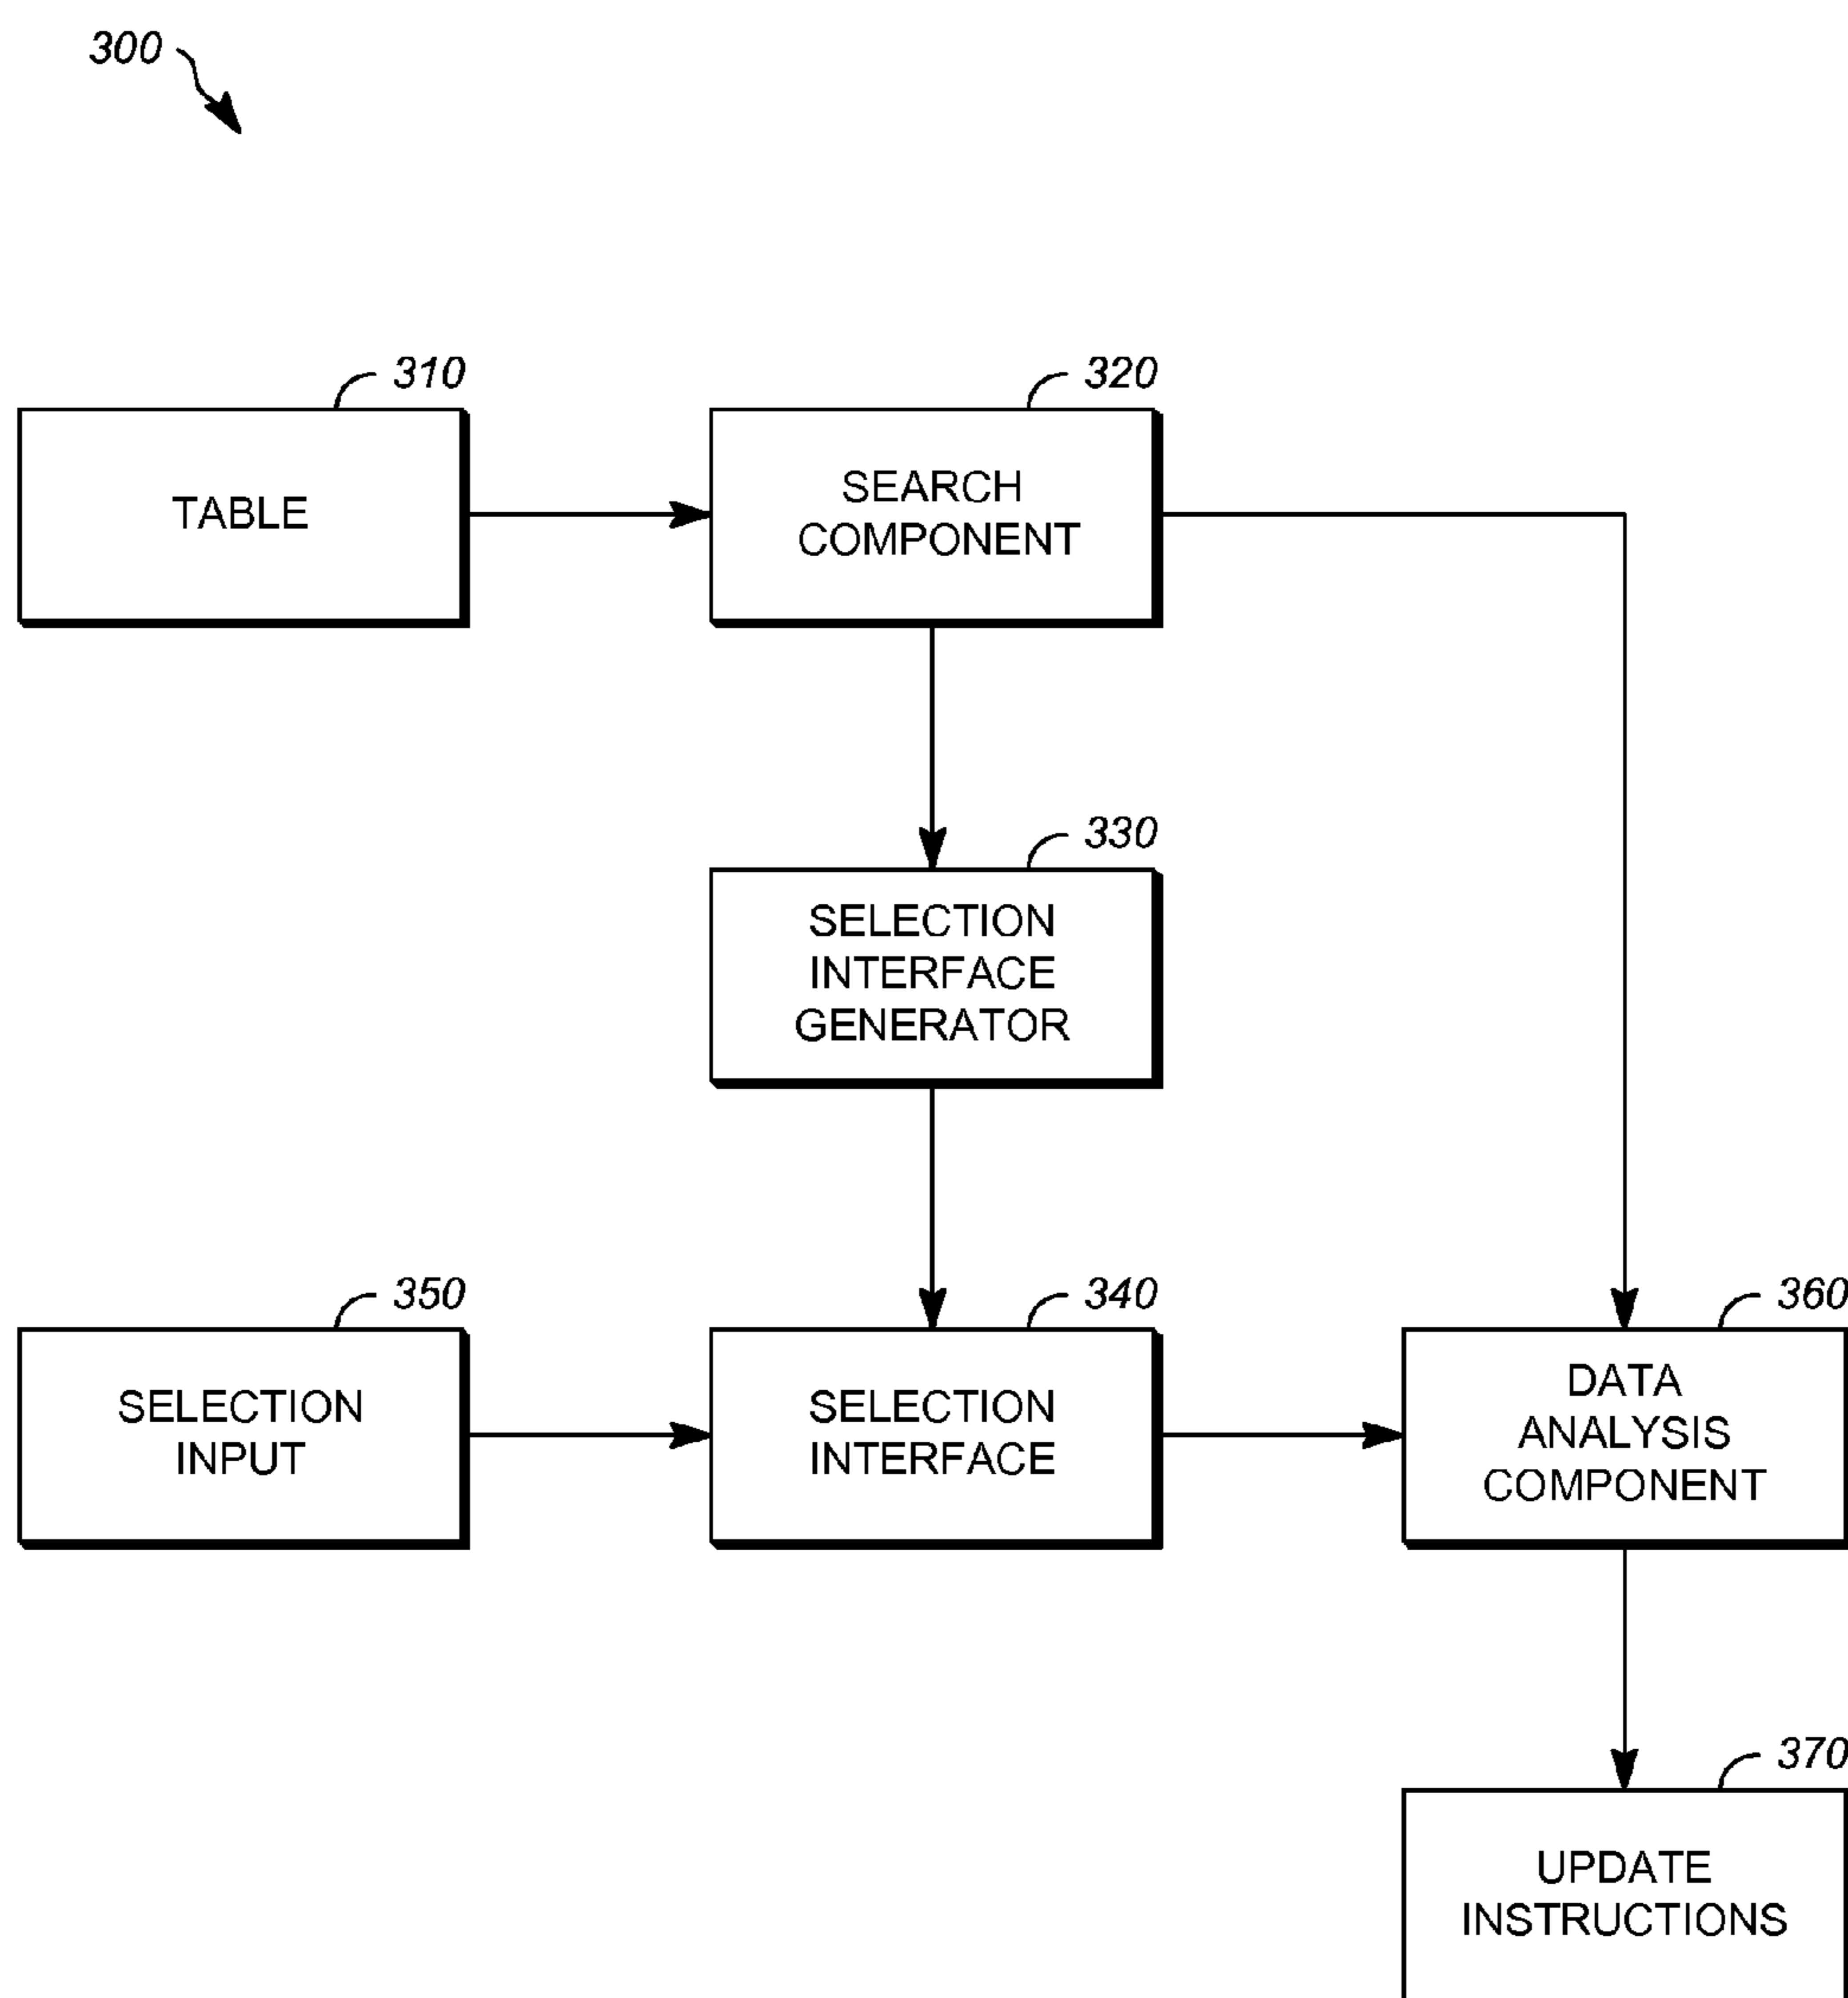 300
310
TABLE
320
SEARCH
COMPONENT
330
SELECTION
INTERFACE
GENERATOR
350
SELECTION
INPUT
340
SELECTION
INTERFACE
360
DATA
ANALYSIS
COMPONENT
370
UPDATE
INSTRUCTIONS